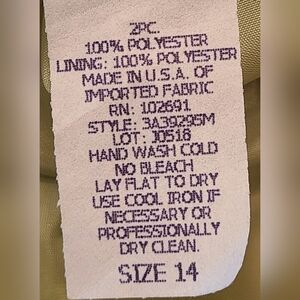 2PC.
100% POLYESTER
LINING: 100% POLYESTER
MADE IN U.S.A. OF
IMPORTED FABRIC
RN: 102691
STYLE: 3A39295M
LOT: J0518
HAND WASH COLD
NO BLEACH
LAY FLAT TO DRY
USE COOL IRON IF
NECESSARY OR
PROFESSIONALLY
DRY CLEAN.
SIZE 14